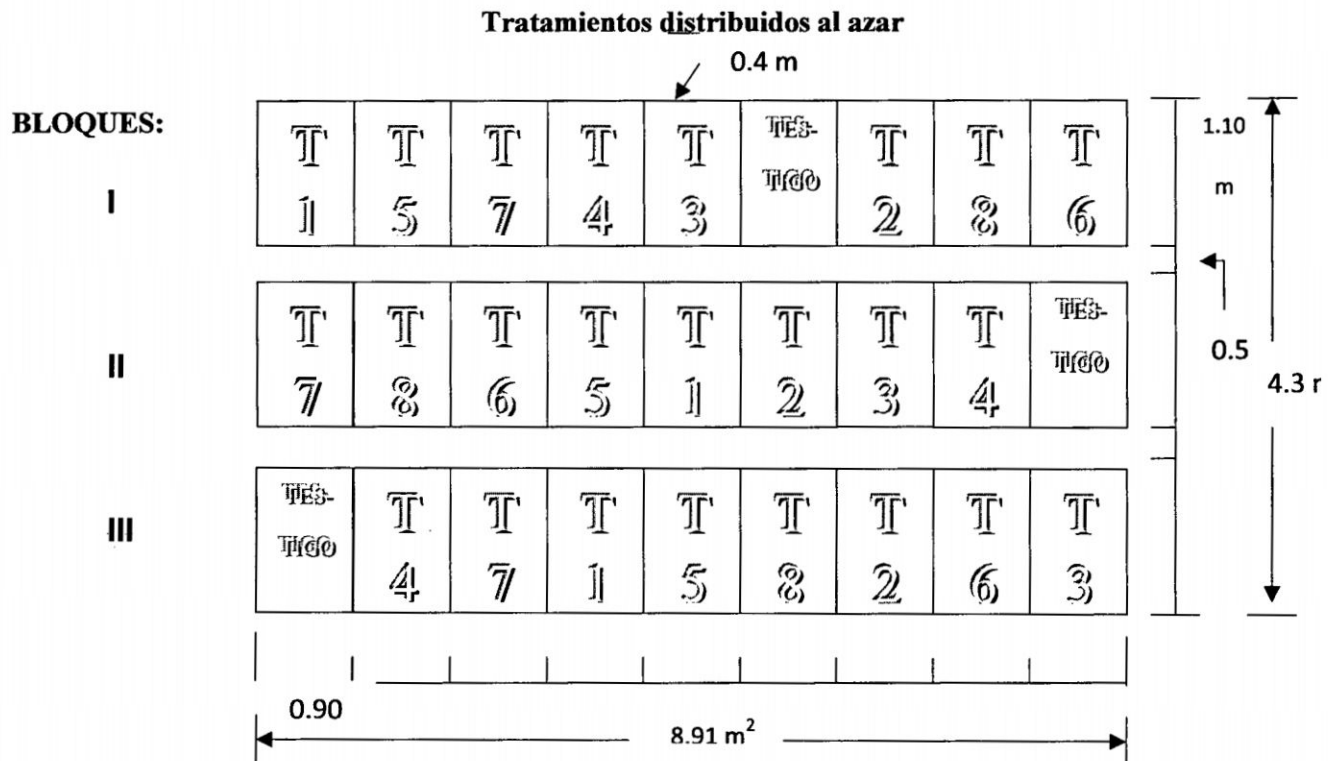 Tratamientos distribuidos al azar
0.4 m
BLOQUES:
I
T 1
T 5
T 7
T 4
T 3
TES-
TIGO
T 2
T 8
T 6
1.10
m
II
T 7
T 8
T 6
T 5
T 1
T 2
T 3
T 4
TES-
TIGO
0.5
4.3 r
III
TES-
TIGO
T 4
T 7
T 1
T 5
T 8
T 2
T 6
T 3
0.90
8.91 m²